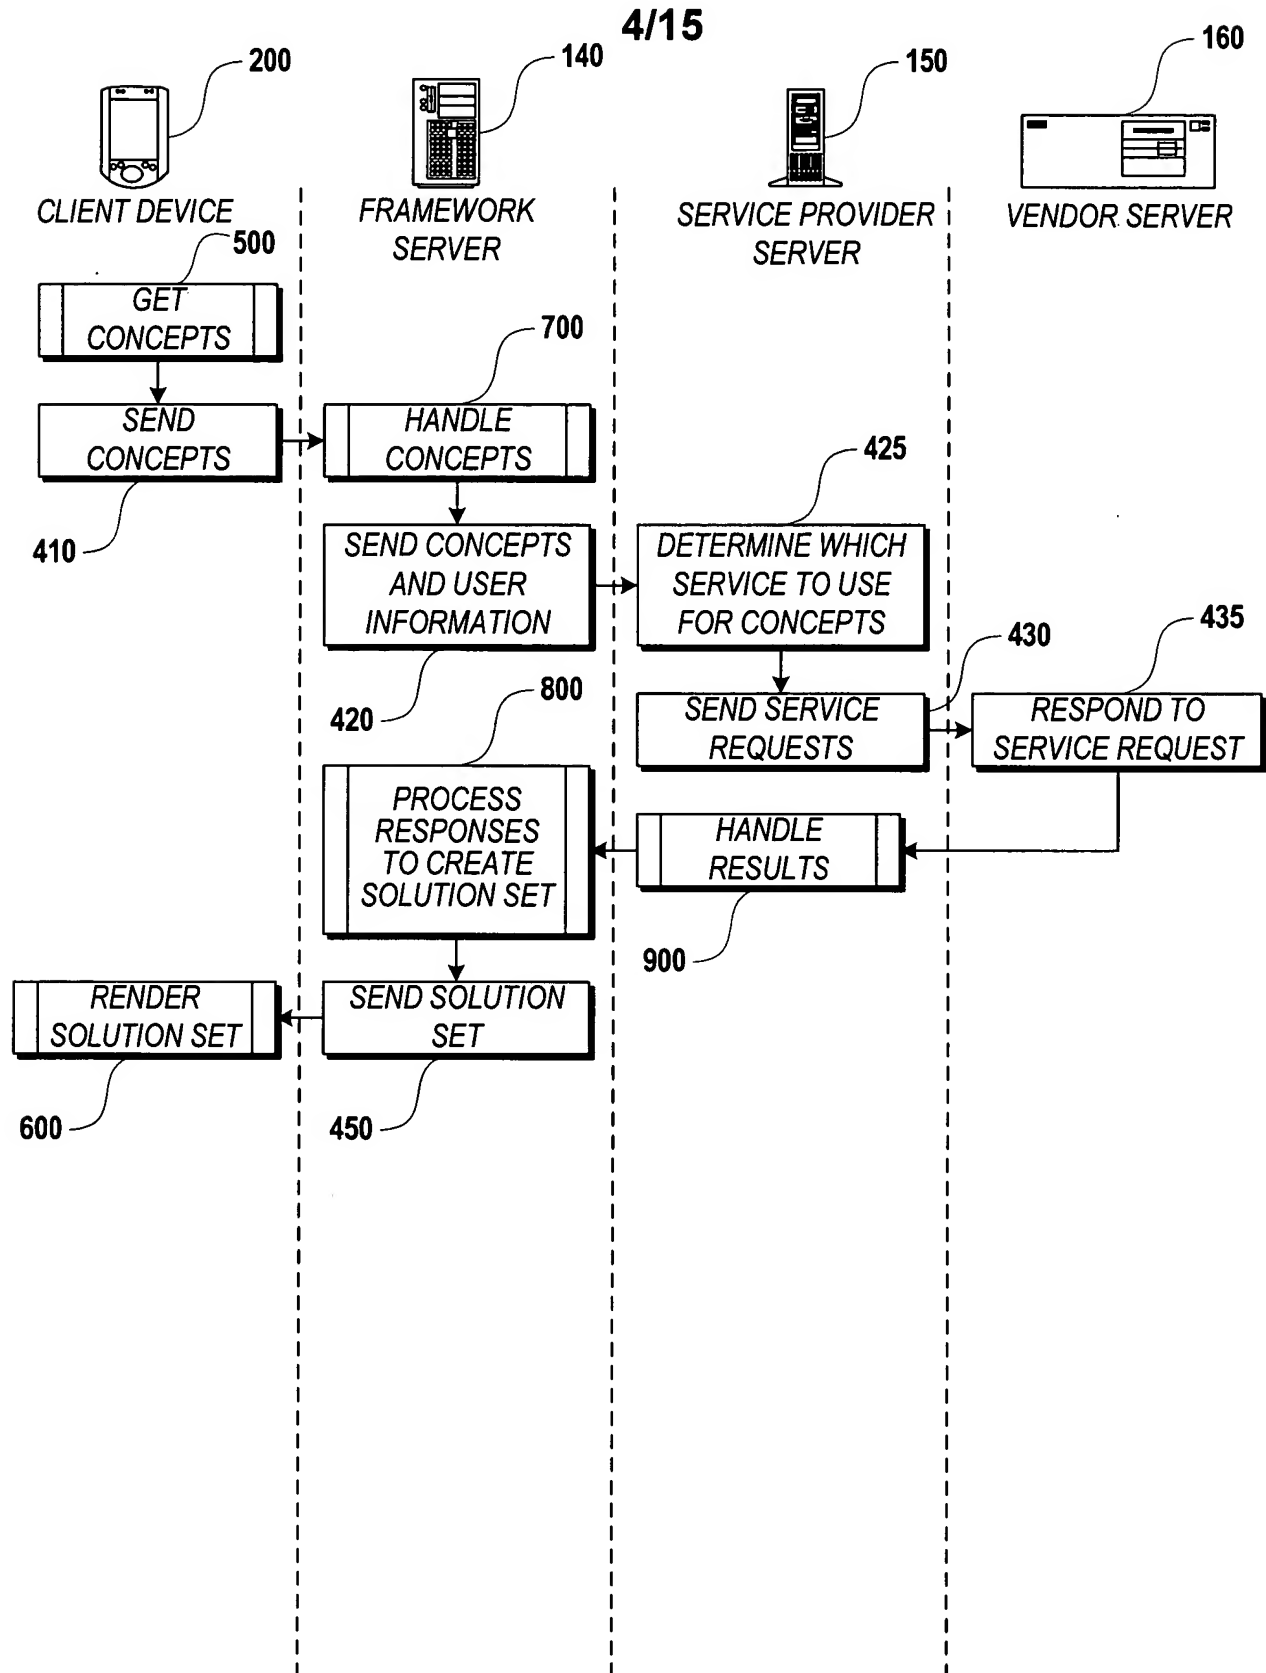 4/15
200
140
150
160
CLIENT DEVICE
FRAMEWORK
SERVER
SERVICE PROVIDER
SERVER
VENDOR SERVER
500
GET
CONCEPTS
700
SEND
CONCEPTS
HANDLE
CONCEPTS
410
425
SEND CONCEPTS
AND USER
INFORMATION
DETERMINE WHICH
SERVICE TO USE
FOR CONCEPTS
430
435
420
800
SEND SERVICE
REQUESTS
RESPOND TO
SERVICE REQUEST
PROCESS
RESPONSES
TO CREATE
SOLUTION SET
HANDLE
RESULTS
900
RENDER
SOLUTION SET
SEND SOLUTION
SET
600
450